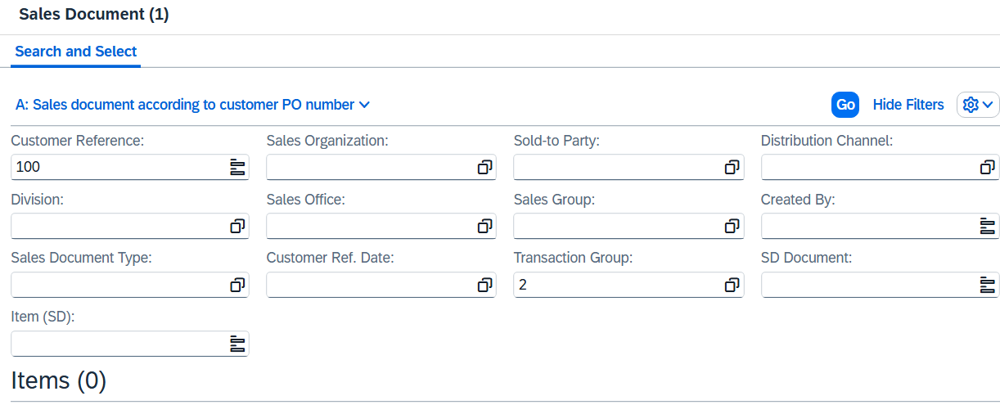 Sales Document (1)
Search and Select
A: Sales document according to customer PO number
Go Hide Filters
Customer Reference: Sales Organization: Sold-to Party: Distribution Channel:
100
Division: Sales Office: Sales Group: Created By:
Sales Document Type: Customer Ref. Date: Transaction Group: SD Document:
2
Item (SD):
Items (0)